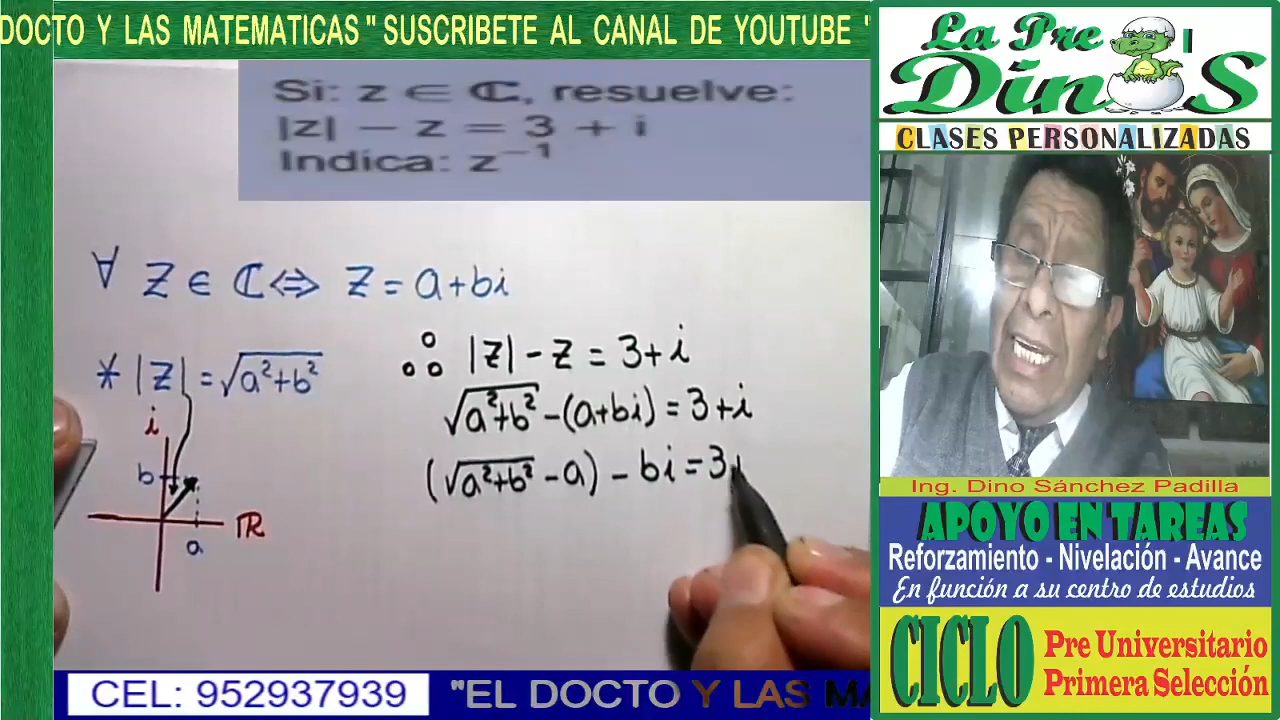 DOCTO Y LAS MATEMATICAS" SUSCRIBETE AL CANAL DE YOUTUBE "
La Pre
DinoS
CLASES PERSONALIZADAS
Si: z ∈ ℂ, resuelve:
|z| − z = 3 + i
Indica: z⁻¹
∀ Z ∈ ℂ ⇔ Z = a+bi
* |Z| = √a²+b²
i
b
a
ℝ
∴ |Z| - Z = 3+i
√a²+b² -(a+bi) = 3+i
(√a²+b² -a) - bi = 3
Ing. Dino Sánchez Padilla
APOYO EN TAREAS
Reforzamiento - Nivelación - Avance
En función a su centro de estudios
CICLO
Pre Universitario
Primera Selección
CEL: 952937939
"EL DOCTO Y LAS